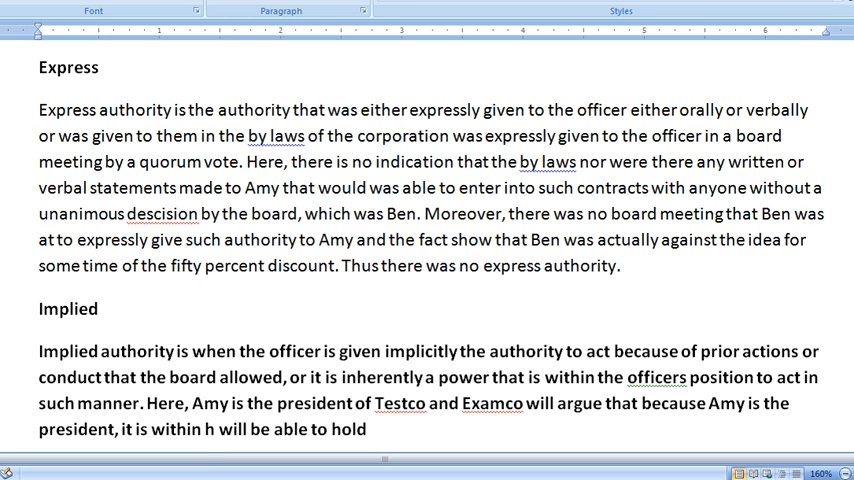 Font Paragraph Styles
1 2 3 4 5 6
Express
Express authority is the authority that was either expressly given to the officer either orally or verbally
or was given to them in the by laws of the corporation was expressly given to the officer in a board
meeting by a quorum vote. Here, there is no indication that the by laws nor were there any written or
verbal statements made to Amy that would was able to enter into such contracts with anyone without a
unanimous descision by the board, which was Ben. Moreover, there was no board meeting that Ben was
at to expressly give such authority to Amy and the fact show that Ben was actually against the idea for
some time of the fifty percent discount. Thus there was no express authority.
Implied
Implied authority is when the officer is given implicitly the authority to act because of prior actions or
conduct that the board allowed, or it is inherently a power that is within the officers position to act in
such manner. Here, Amy is the president of Testco and Examco will argue that because Amy is the
president, it is within h will be able to hold
160%